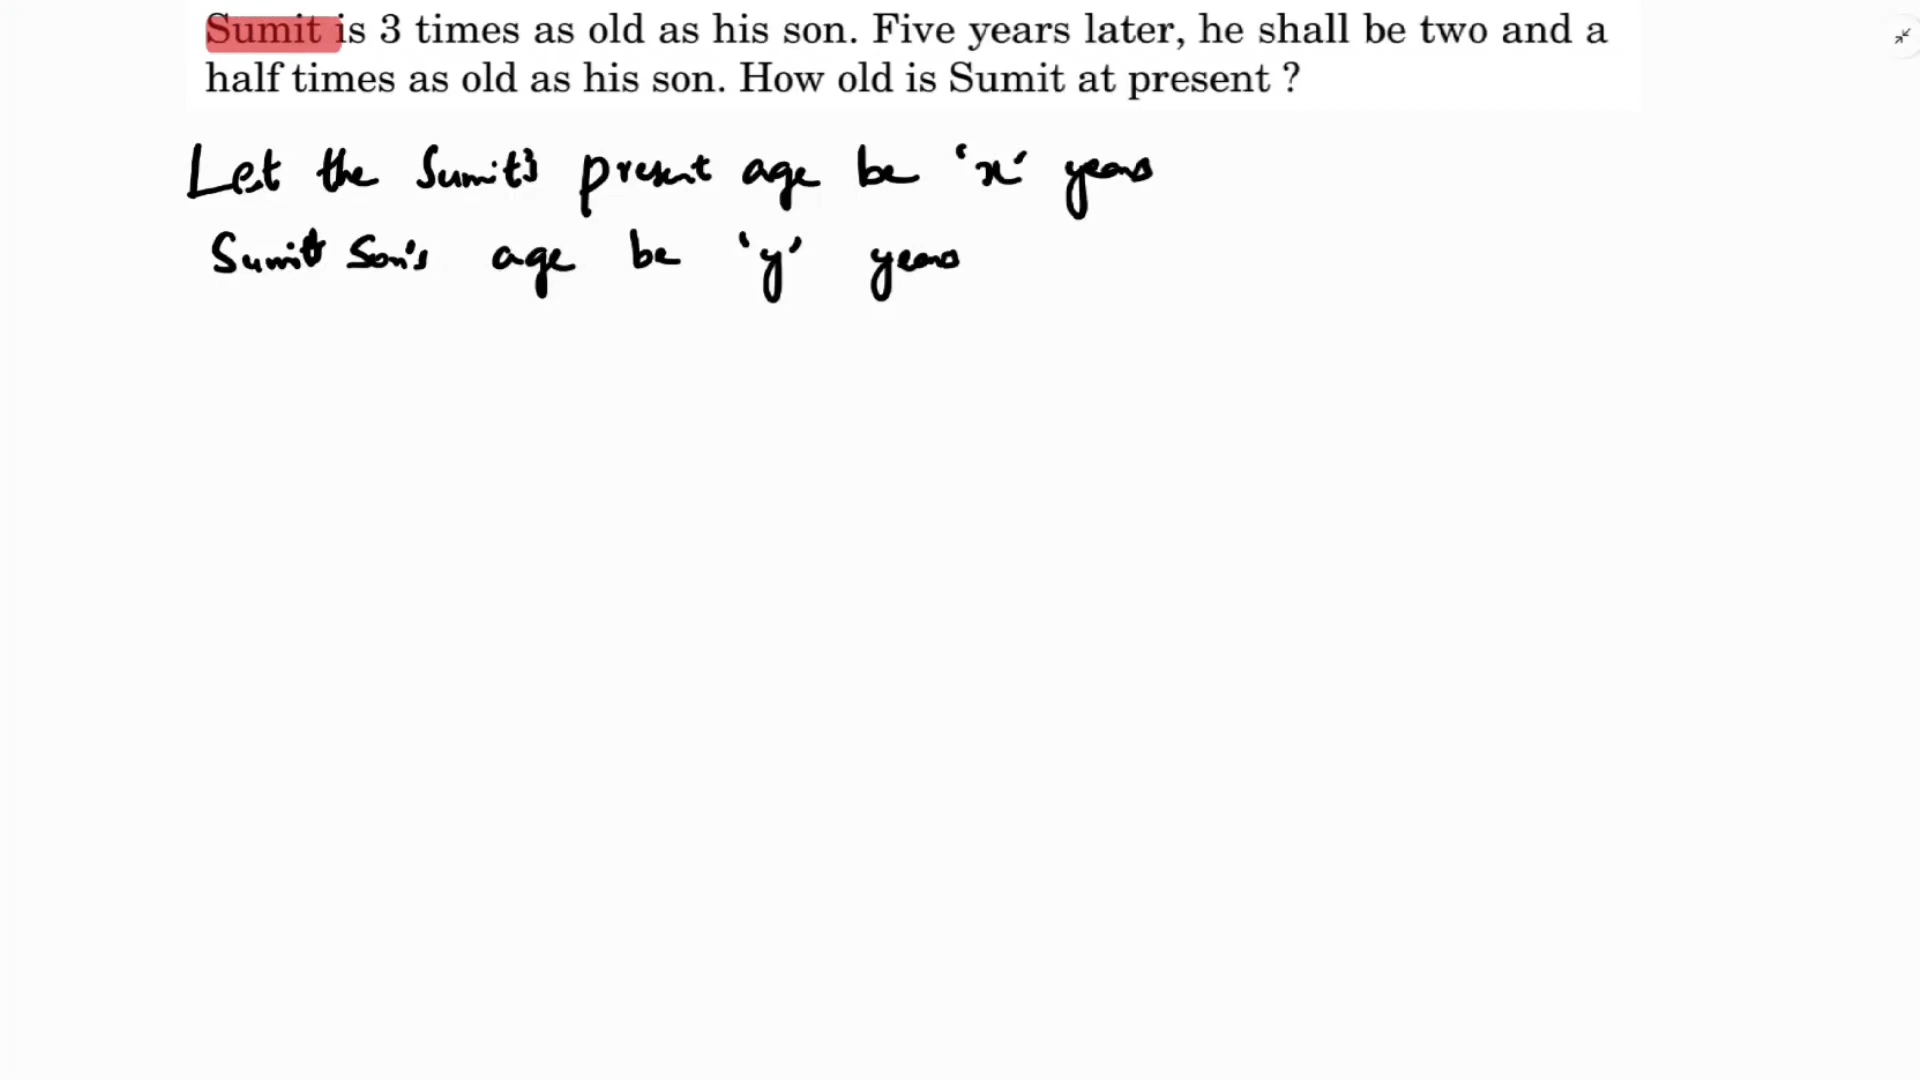 Sumit is 3 times as old as his son. Five years later, he shall be two and a
half times as old as his son. How old is Sumit at present ?
Let the Sumit's present age be 'x' years
Sumit Son's age be 'y' years